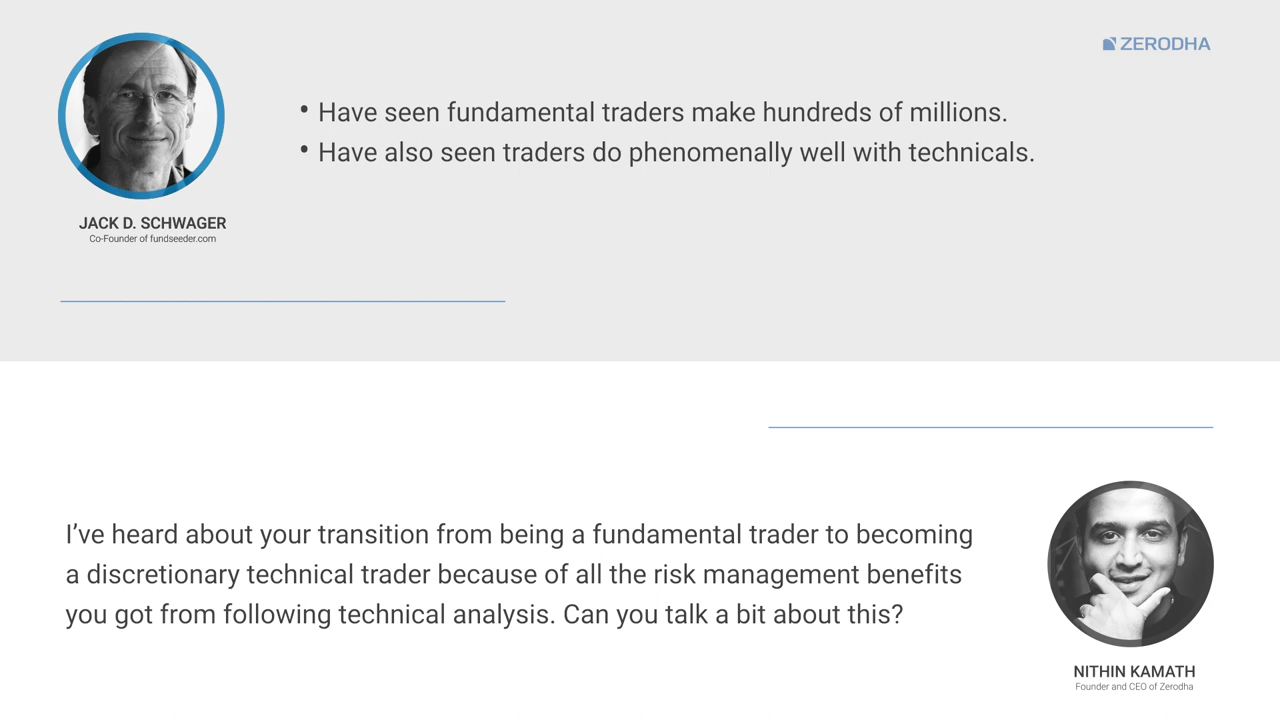 ZERODHA
• Have seen fundamental traders make hundreds of millions.
• Have also seen traders do phenomenally well with technicals.
JACK D. SCHWAGER
Co-Founder of fundseeder.com
I’ve heard about your transition from being a fundamental trader to becoming
a discretionary technical trader because of all the risk management benefits
you got from following technical analysis. Can you talk a bit about this?
NITHIN KAMATH
Founder and CEO of Zerodha